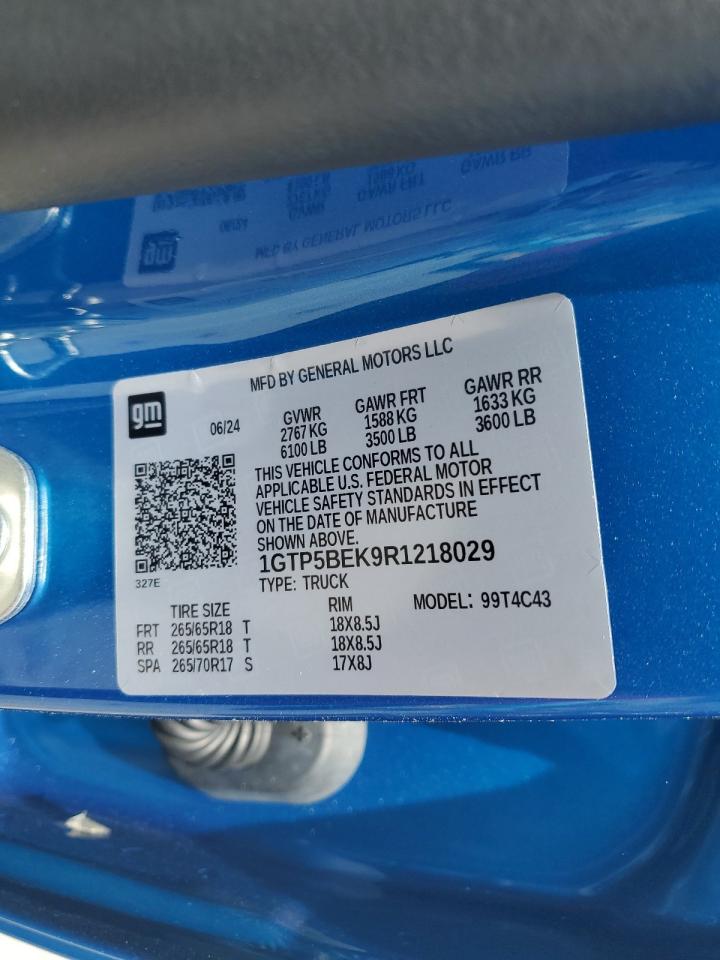 MFD BY GENERAL MOTORS LLC
gm
06/24
GVWR
2767 KG
6100 LB
GAWR FRT
1588 KG
3500 LB
GAWR RR
1633 KG
3600 LB
THIS VEHICLE CONFORMS TO ALL
APPLICABLE U.S. FEDERAL MOTOR
VEHICLE SAFETY STANDARDS IN EFFECT
ON THE DATE OF MANUFACTURE
SHOWN ABOVE.
1GTP5BEK9R1218029
327E
TYPE: TRUCK
TIRE SIZE RIM MODEL: 99T4C43
FRT 265/65R18 T 18X8.5J
RR 265/65R18 T 18X8.5J
SPA 265/70R17 S 17X8J